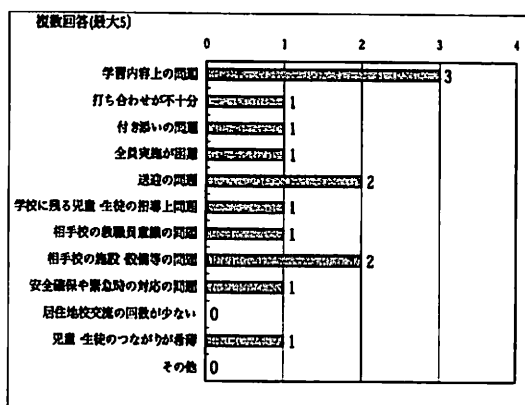 複数回答(最大5)
0 1 2 3 4
学習内容上の問題 3
打ち合わせが不十分 1
付き添いの問題 1
全員実施が困難 1
送迎の問題 2
学校に残る児童・生徒の指導上問題 1
相手校の教職員意識の問題 1
相手校の施設・設備等の問題 2
安全確保や緊急時の対応の問題 1
居住地校交流の回数が少ない 0
児童・生徒のつながりが希薄 1
その他 0